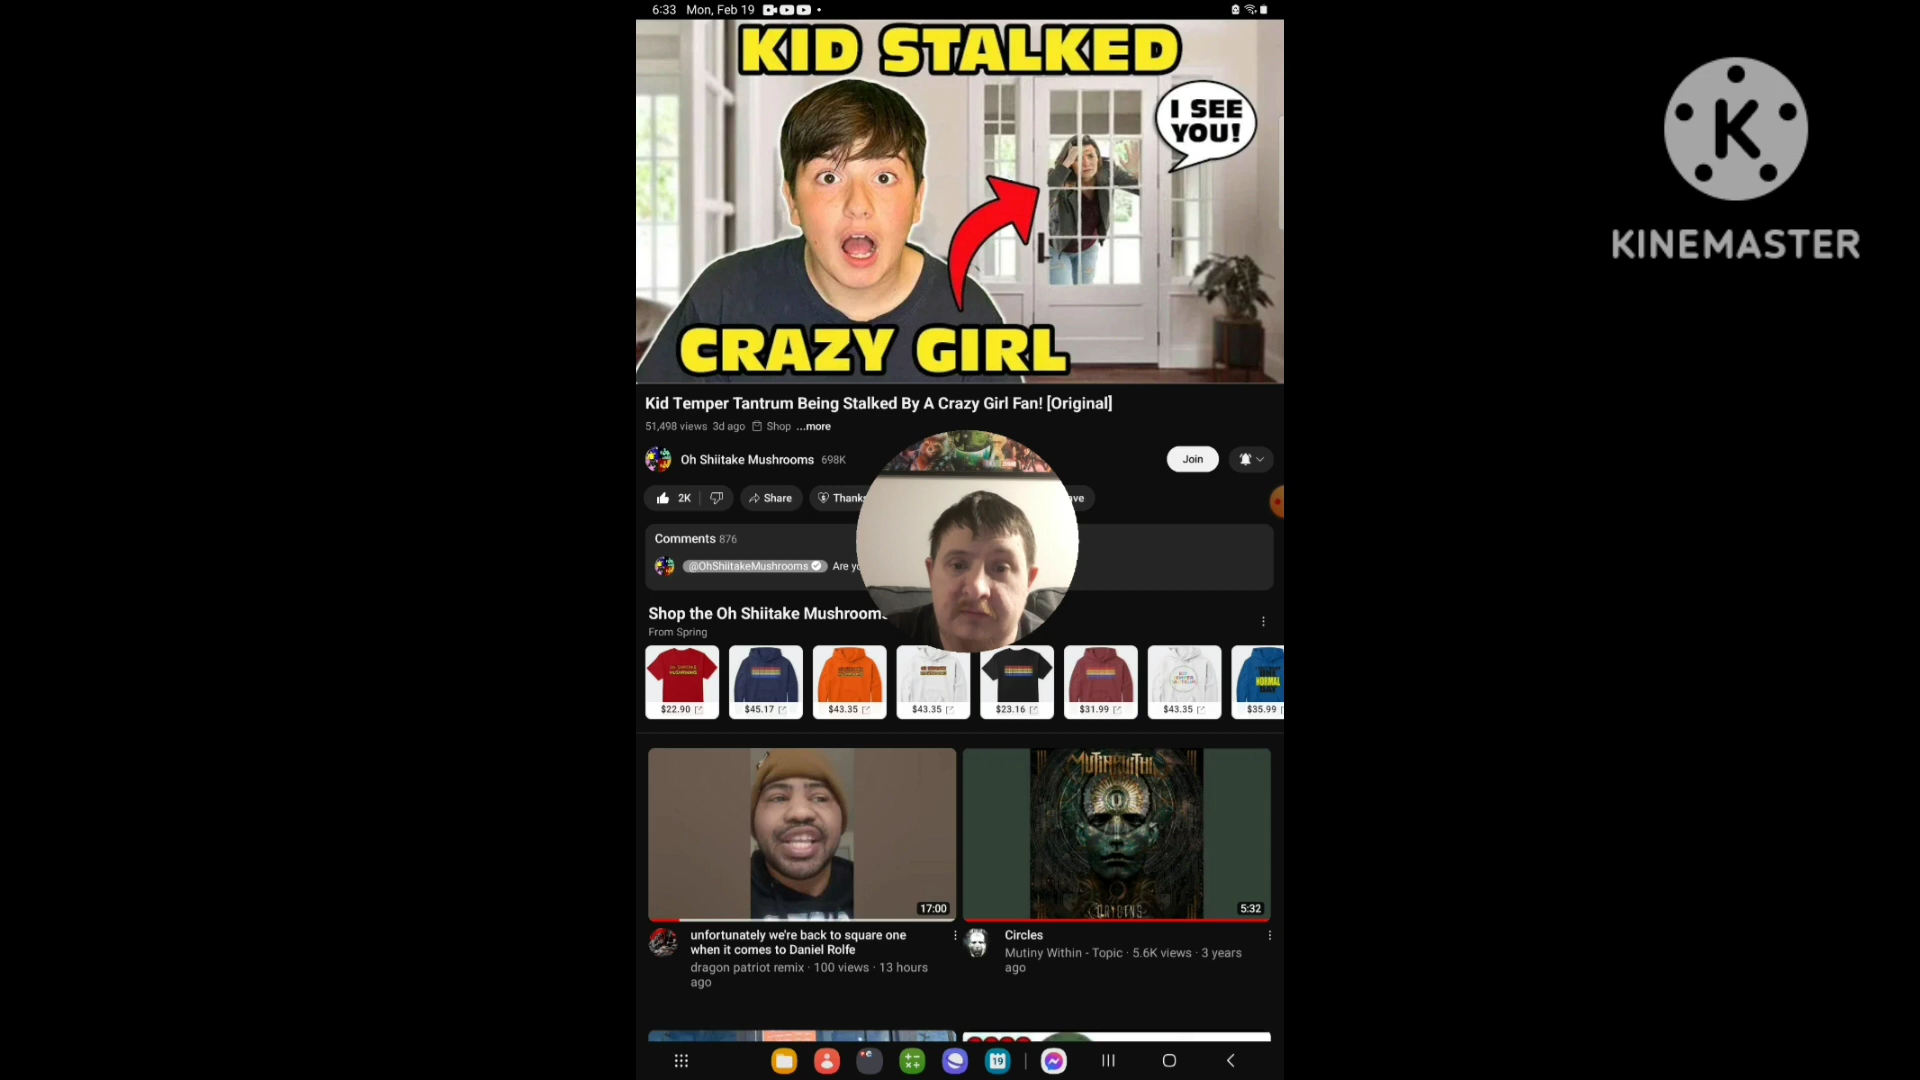 6:33 Mon, Feb 19
KID STALKED
I SEE
YOU!
CRAZY GIRL
KINEMASTER
Kid Temper Tantrum Being Stalked By A Crazy Girl Fan! [Original]
51,498 views 3d ago Shop ...more
Oh Shiitake Mushrooms 698K
Join
2K Share Thanks
Comments 876
@OhShiitakeMushrooms Are
Shop the Oh Shiitake Mushrooms
From Spring
$22.90 $45.17 $43.35 $43.35 $23.16 $31.99 $43.35 $35.99
17:00
5:32
unfortunately we're back to square one
when it comes to Daniel Rolfe
dragon patriot remix · 100 views · 13 hours
ago
Circles
Mutiny Within - Topic · 5.6K views · 3 years
ago
19